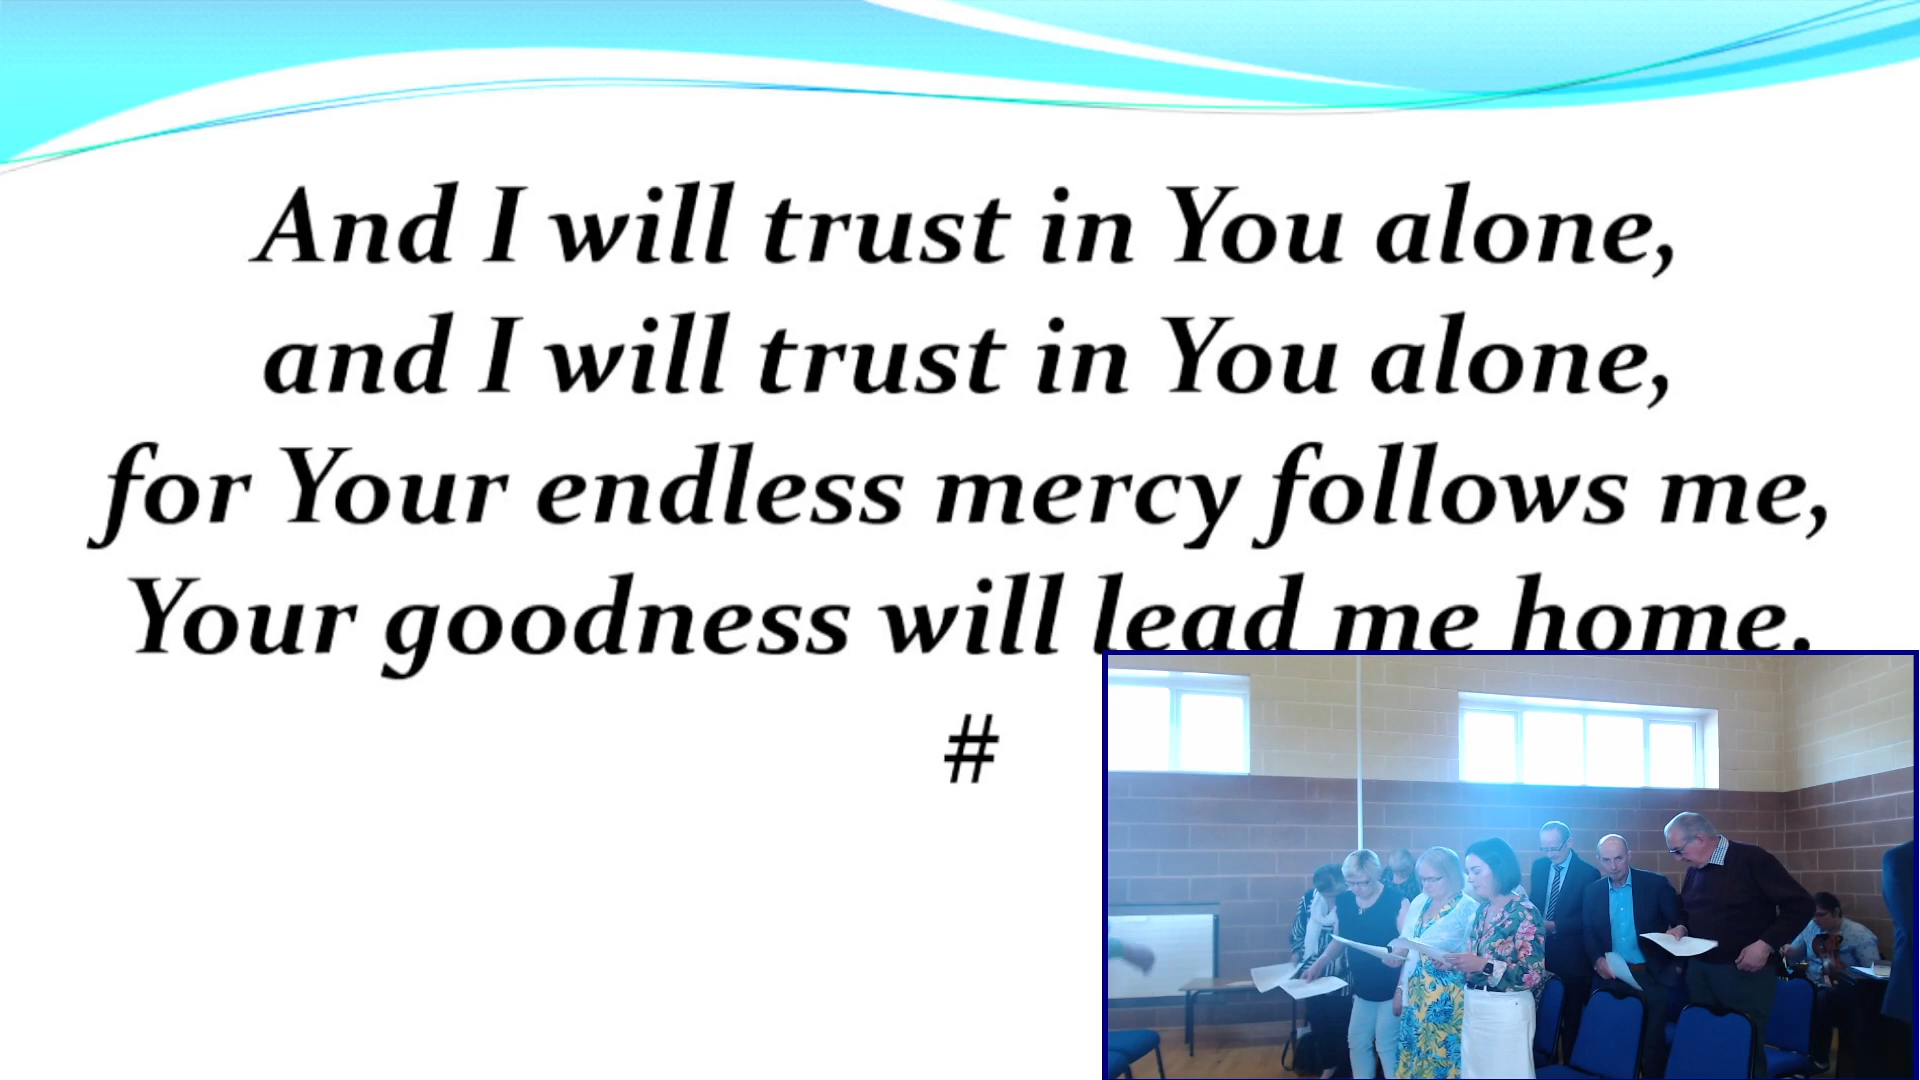 And I will trust in You alone,
and I will trust in You alone,
for Your endless mercy follows me,
Your goodness will lead me home.
#